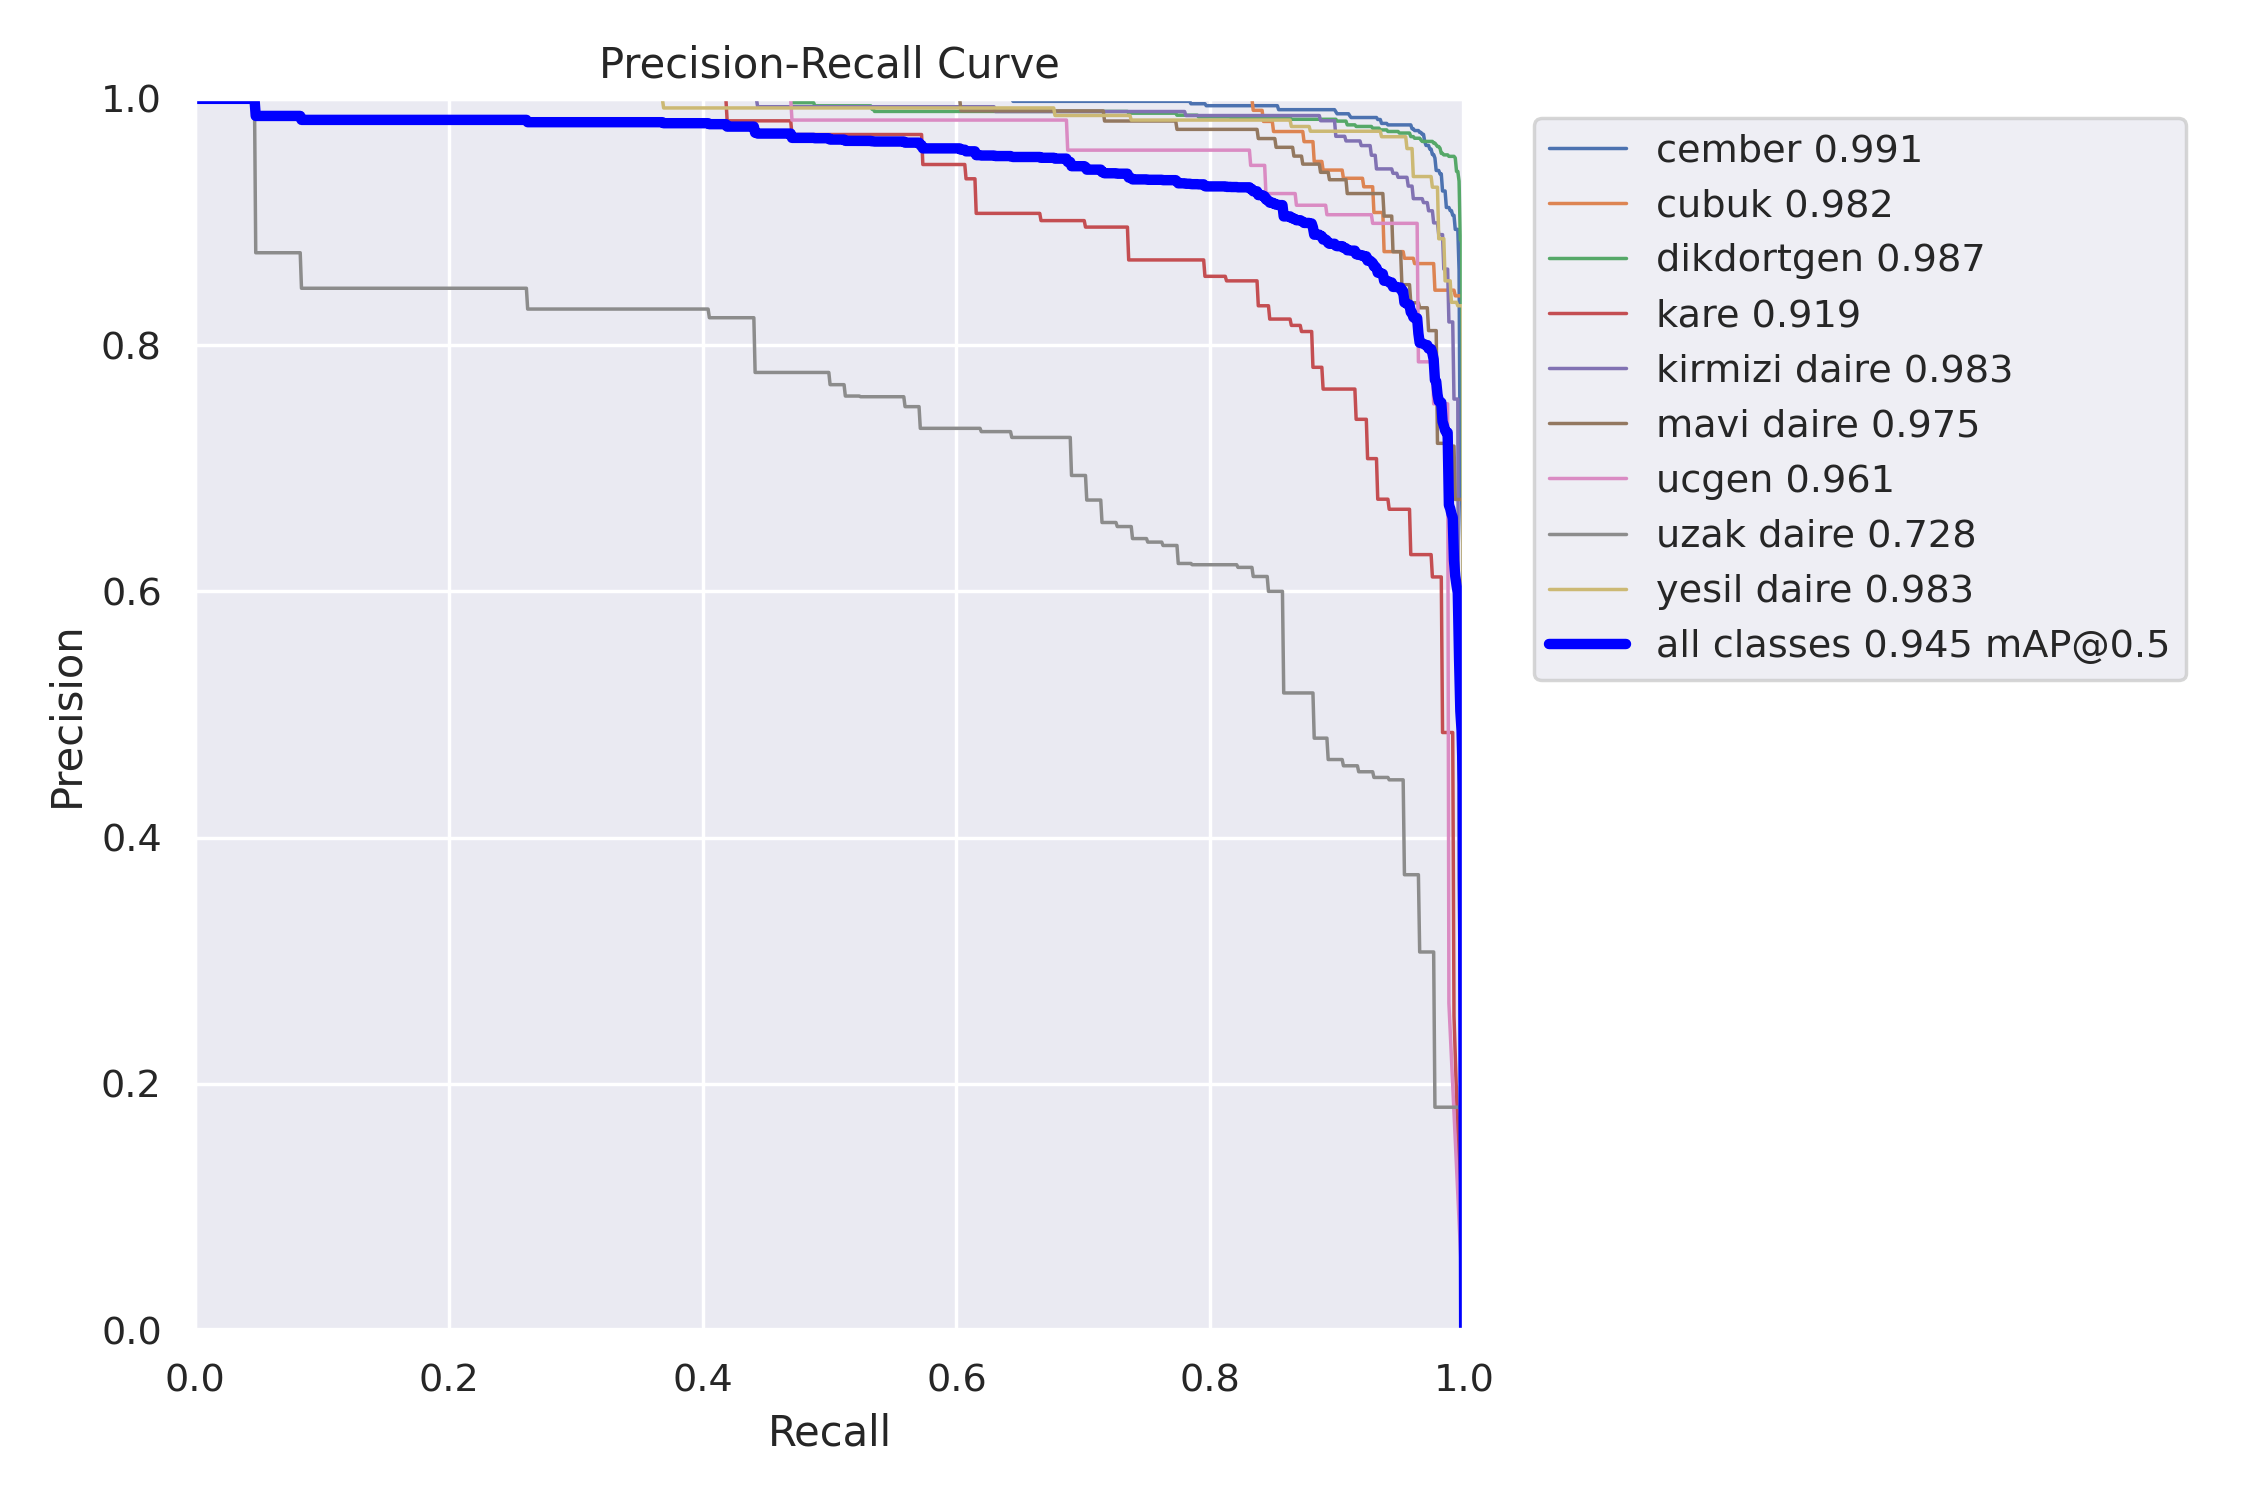 Precision-Recall Curve
1.0
0.8
0.6
0.4
0.2
0.0
Precision
0.0 0.2 0.4 0.6 0.8 1.0
Recall
cember 0.991
cubuk 0.982
dikdortgen 0.987
kare 0.919
kirmizi daire 0.983
mavi daire 0.975
ucgen 0.961
uzak daire 0.728
yesil daire 0.983
all classes 0.945 mAP@0.5